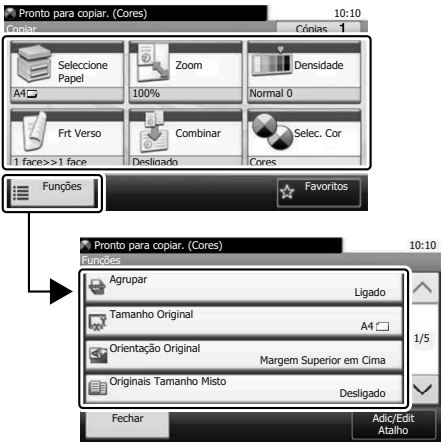 Pronto para copiar. (Cores) 10:10
Copiar Cópias 1
Seleccione
Papel
A4
Zoom
100%
Densidade
Normal 0
Frt Verso
1 face>>1 face
Combinar
Desligado
Selec. Cor
Cores
Funções
Favoritos
Pronto para copiar. (Cores) 10:10
Funções
Agrupar
Ligado
Tamanho Original
A4
Orientação Original
Margem Superior em Cima
Originais Tamanho Misto
Desligado
1/5
Fechar
Adic/Edit
Atalho